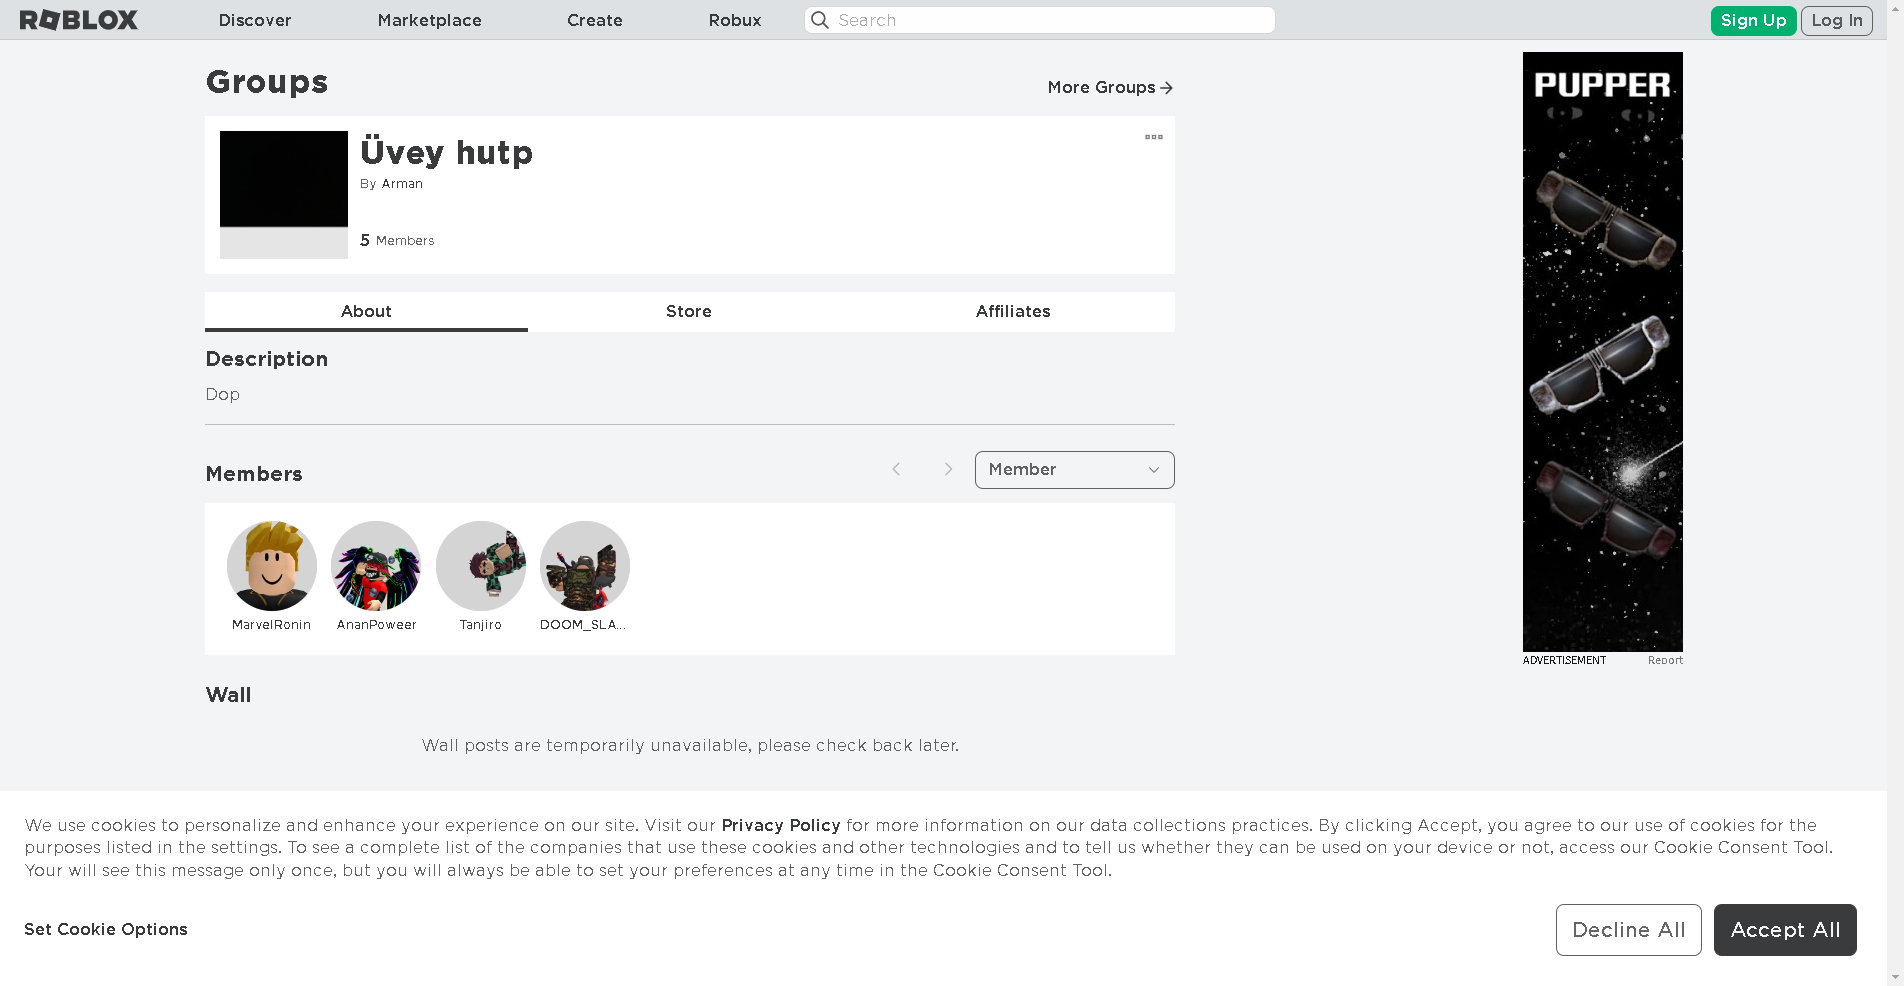 ROBLOX
Discover
Marketplace
Create
Robux
Search
Sign Up
Log In
Groups
More Groups
Üvey hutp
By Arman
5 Members
About
Store
Affiliates
Description
Dop
Members
Member
MarvelRonin
AnanPoweer
Tanjiro
DOOM_SLA...
Wall
Wall posts are temporarily unavailable, please check back later.
PUPPER
ADVERTISEMENT
Report
We use cookies to personalize and enhance your experience on our site. Visit our Privacy Policy for more information on our data collections practices. By clicking Accept, you agree to our use of cookies for the
purposes listed in the settings. To see a complete list of the companies that use these cookies and other technologies and to tell us whether they can be used on your device or not, access our Cookie Consent Tool.
Your will see this message only once, but you will always be able to set your preferences at any time in the Cookie Consent Tool.
Set Cookie Options
Decline All
Accept All